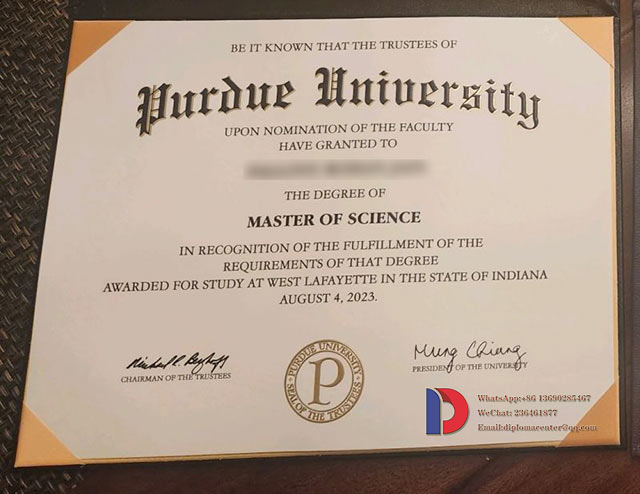 BE IT KNOWN THAT THE TRUSTEES OF
Purdue University
UPON NOMINATION OF THE FACULTY
HAVE GRANTED TO
THE DEGREE OF
MASTER OF SCIENCE
IN RECOGNITION OF THE FULFILLMENT OF THE
REQUIREMENTS OF THAT DEGREE
AWARDED FOR STUDY AT WEST LAFAYETTE IN THE STATE OF INDIANA
AUGUST 4, 2023.
Michael R. Berghoff
CHAIRMAN OF THE TRUSTEES
PURDUE UNIVERSITY
P
SEAL OF THE TRUSTEES
Mung Chiang
PRESIDENT OF THE UNIVERSITY
D
WhatsApp:+86 13690285467
WeChat: 236461877
Email:diplomacenter@qq.com